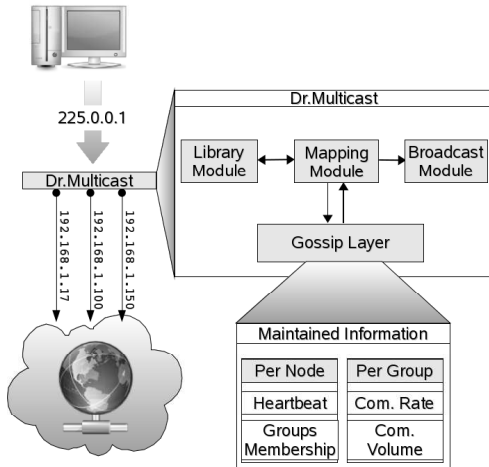 225.0.0.1
Dr.Multicast
192.168.1.17
192.168.1.100
192.168.1.150
Dr.Multicast
Library
Module
Mapping
Module
Broadcast
Module
Gossip Layer
Maintained Information
Per Node
Heartbeat
Groups
Membership
Per Group
Com. Rate
Com.
Volume